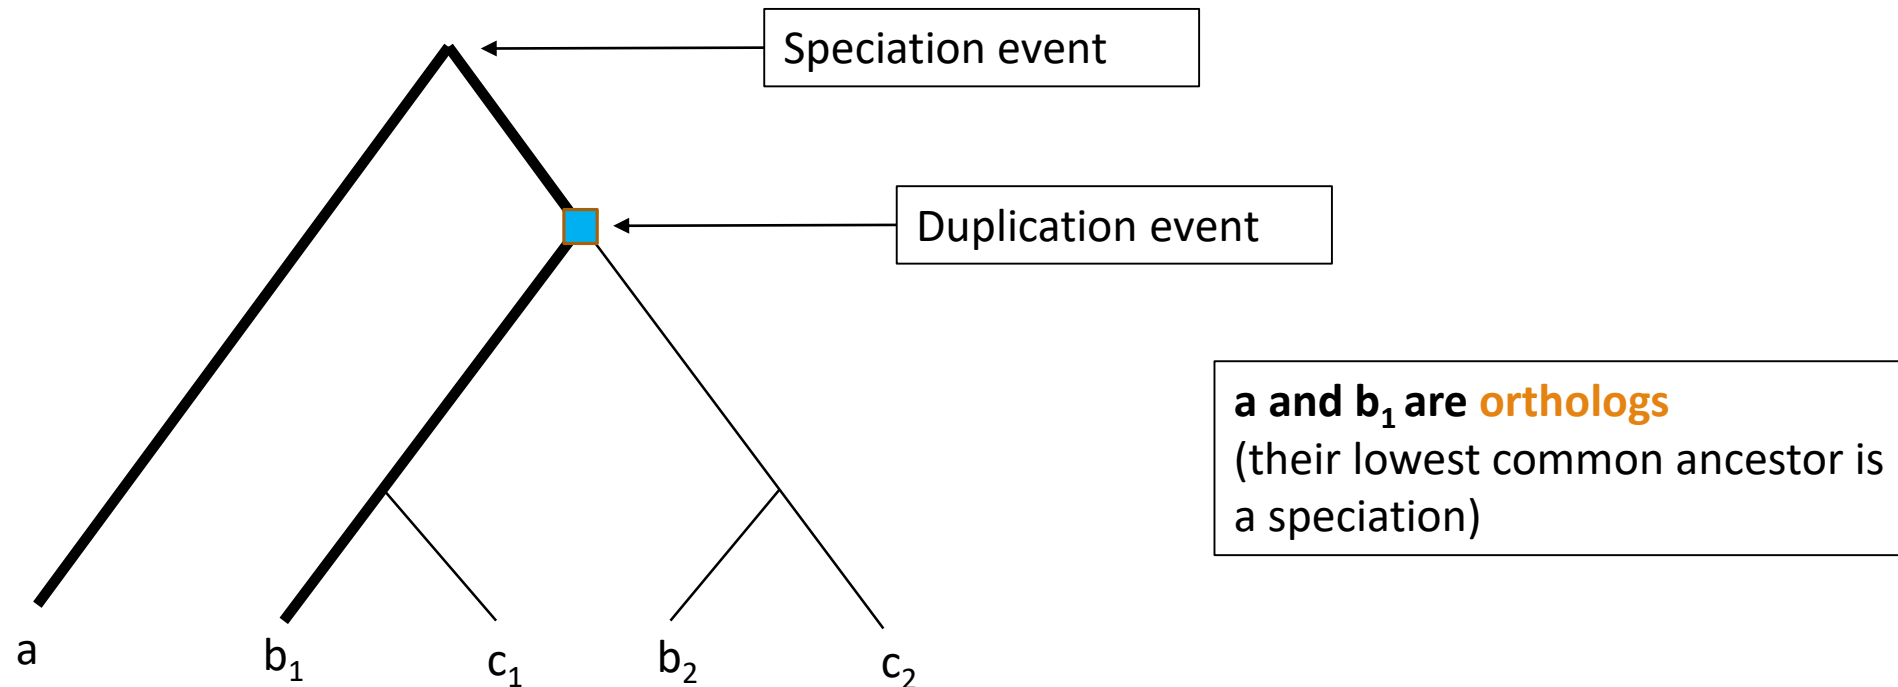 Speciation event
Duplication event
a and b₁ are orthologs
(their lowest common ancestor is
a speciation)
a
b₁
c₁
b₂
c₂